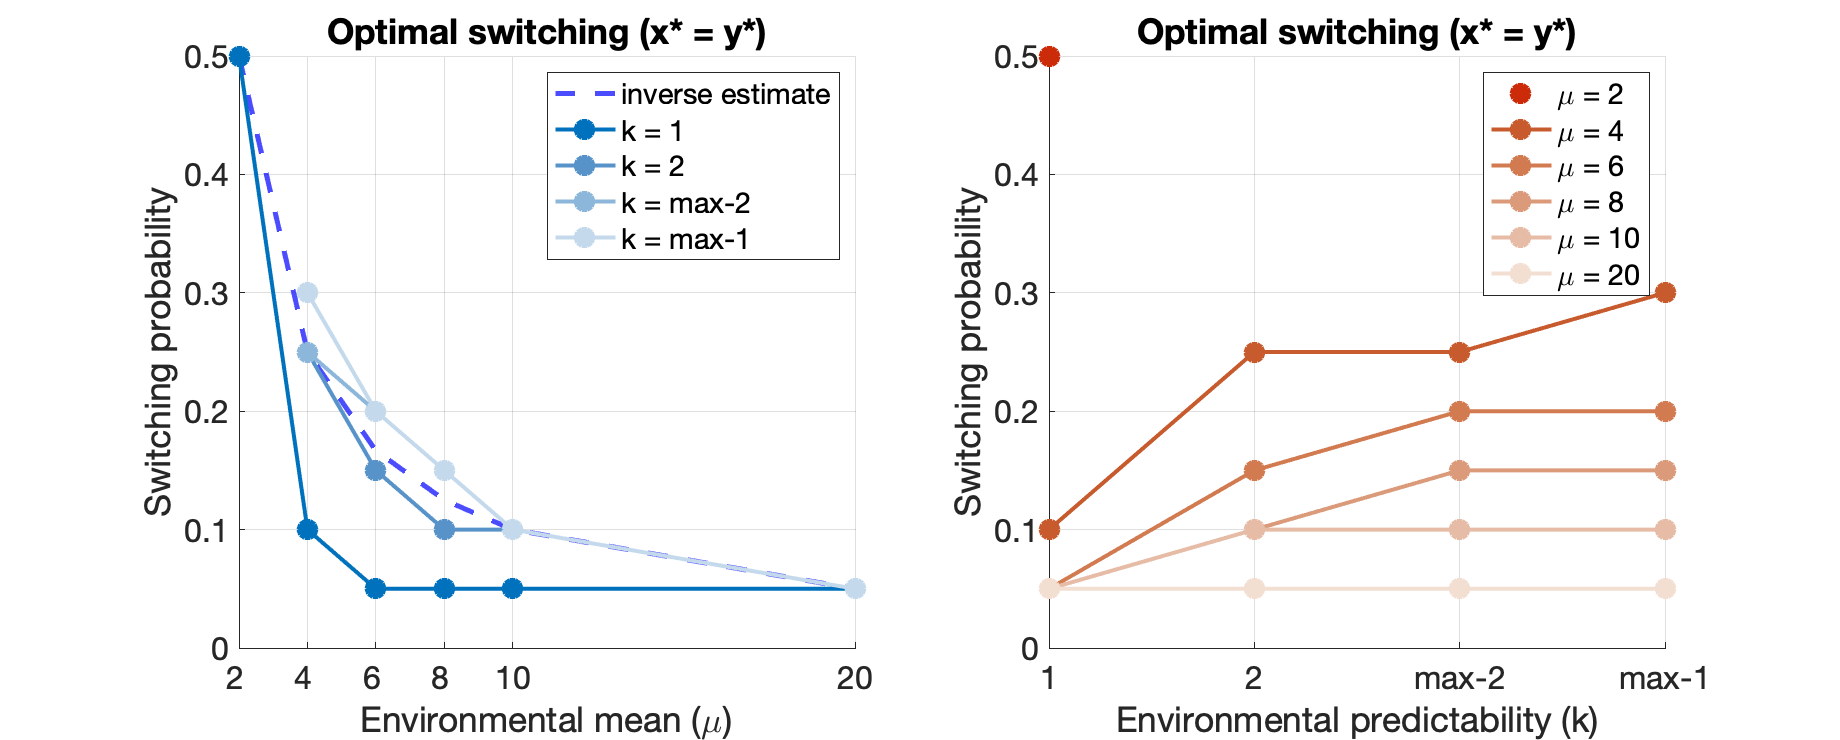 Optimal switching (x* = y*)
0.5
0.4
0.3
0.2
0.1
0
Switching probability
inverse estimate
k = 1
k = 2
k = max-2
k = max-1
2 4 6 8 10 20
Environmental mean (μ)
Optimal switching (x* = y*)
0.5
0.4
0.3
0.2
0.1
0
Switching probability
μ = 2
μ = 4
μ = 6
μ = 8
μ = 10
μ = 20
1 2 max-2 max-1
Environmental predictability (k)